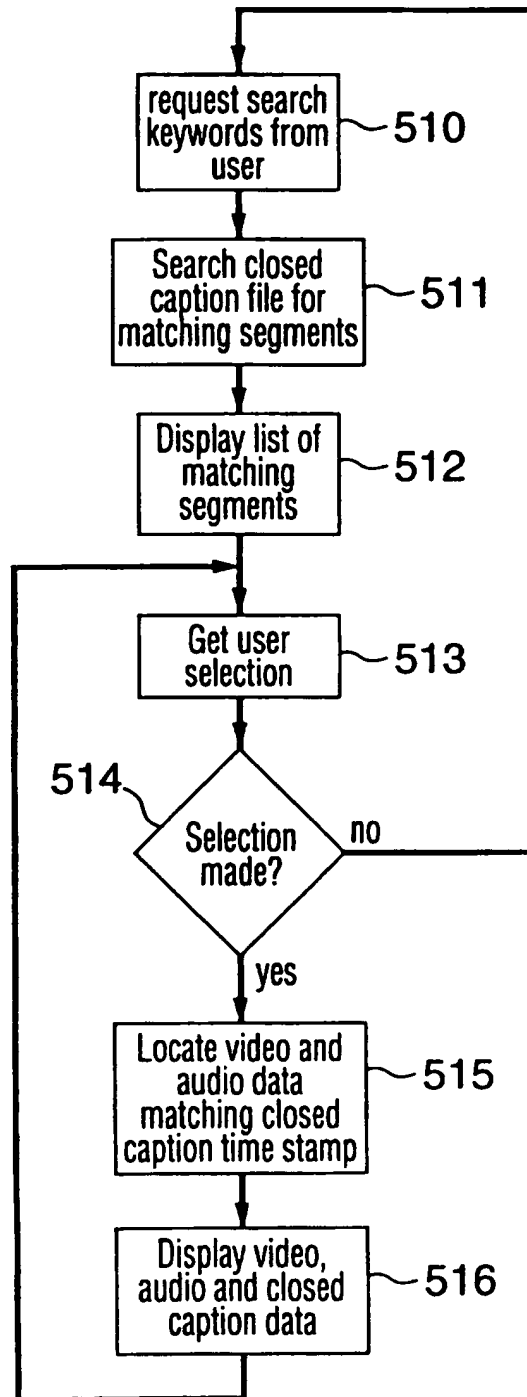 request search
keywords from
user
510
Search closed
caption file for
matching segments
511
Display list of
matching
segments
512
Get user
selection
513
514
Selection
made?
no
yes
Locate video and
audio data
matching closed
caption time stamp
515
Display video,
audio and closed
caption data
516